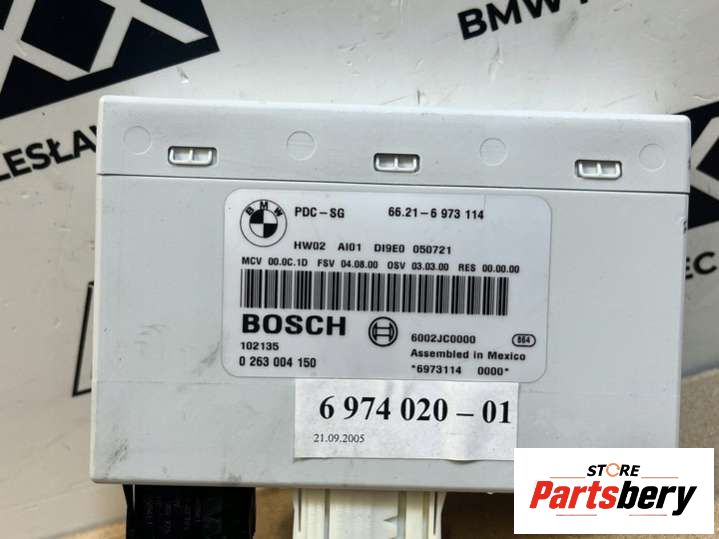 BMW
LESŁAW
EC
BMW
PDC-SG 66.21-6 973 114
HW02 AI01 DI9E0 050721
MCV 00.0C.1D FSV 04.08.00 OSV 03.03.00 RES 00.00.00
BOSCH
102135 6002JC0000 864
0 263 004 150 Assembled in Mexico
*6973114 0000*
6 974 020 - 01
21.09.2005
STORE
Partsbery